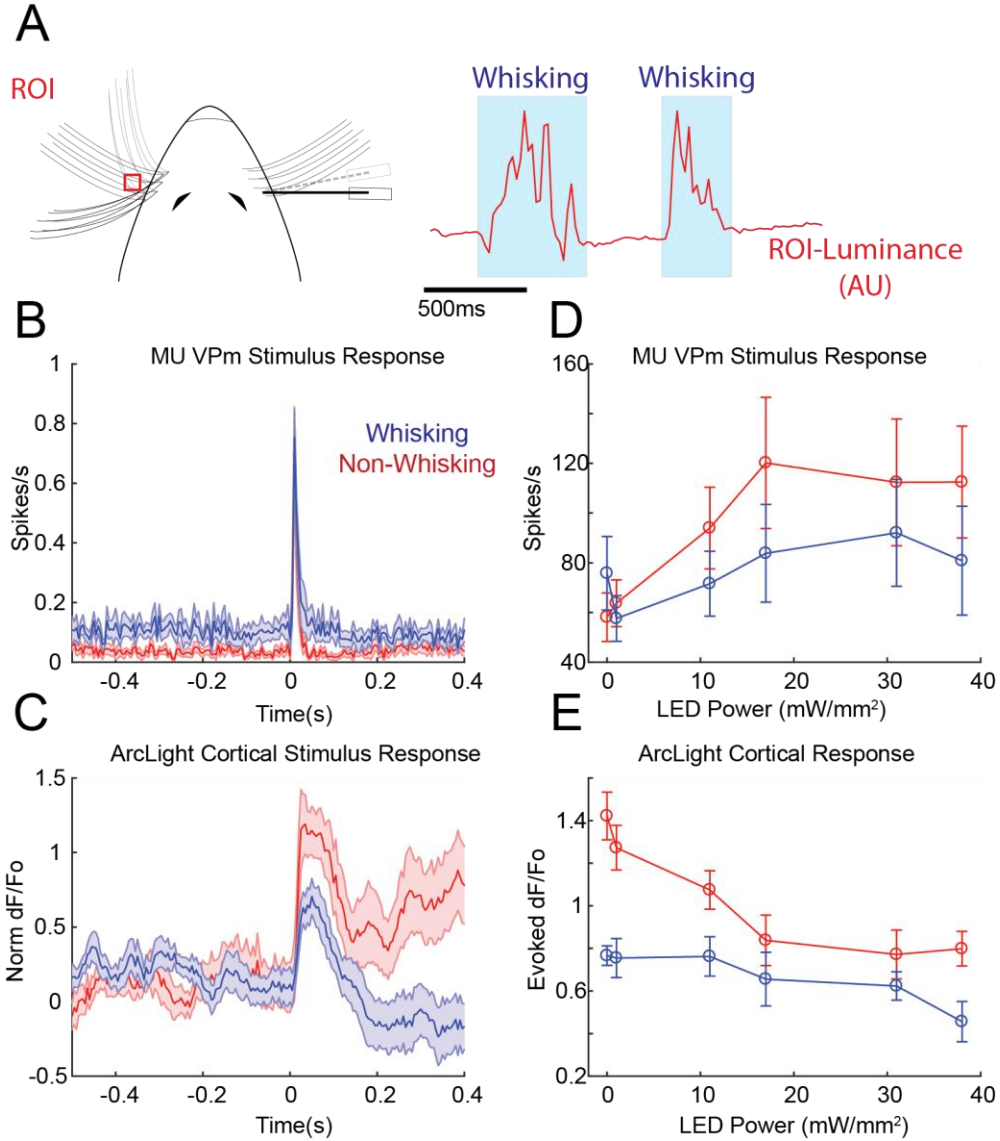 A
ROI
Whisking
Whisking
ROI-Luminance
(AU)
500ms
B
MU VPm Stimulus Response
1
0.8
0.6
0.4
0.2
0
Spikes/s
Whisking
Non-Whisking
-0.4
-0.2
0
0.2
0.4
Time(s)
D
MU VPm Stimulus Response
160
120
80
40
Spikes/s
0
10
20
30
40
LED Power (mW/mm²)
C
ArcLight Cortical Stimulus Response
1.5
1
0.5
0
-0.5
Norm dF/Fo
-0.4
-0.2
0
0.2
0.4
Time(s)
E
ArcLight Cortical Response
1.4
1
0.6
0.2
Evoked dF/Fo
0
10
20
30
40
LED Power (mW/mm²)